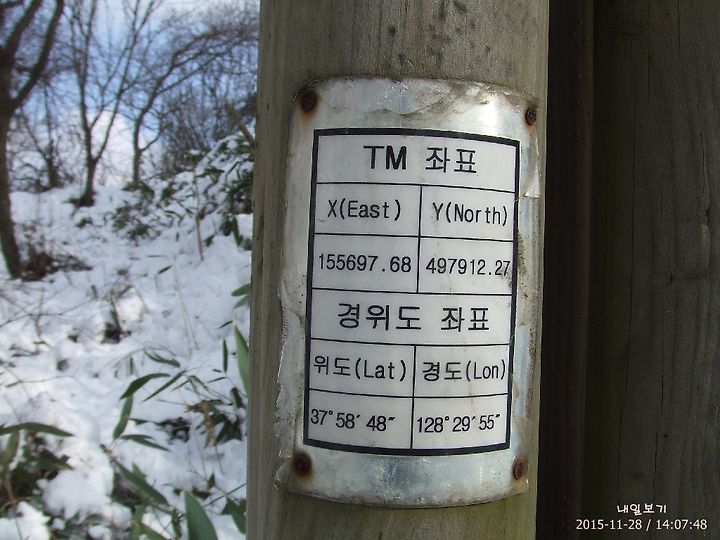 TM 좌표
X(East) Y(North)
155697.68 497912.27
경위도 좌표
위도(Lat) 경도(Lon)
37°58′48″ 128°29′55″
내일보기
2015-11-28 / 14:07:48